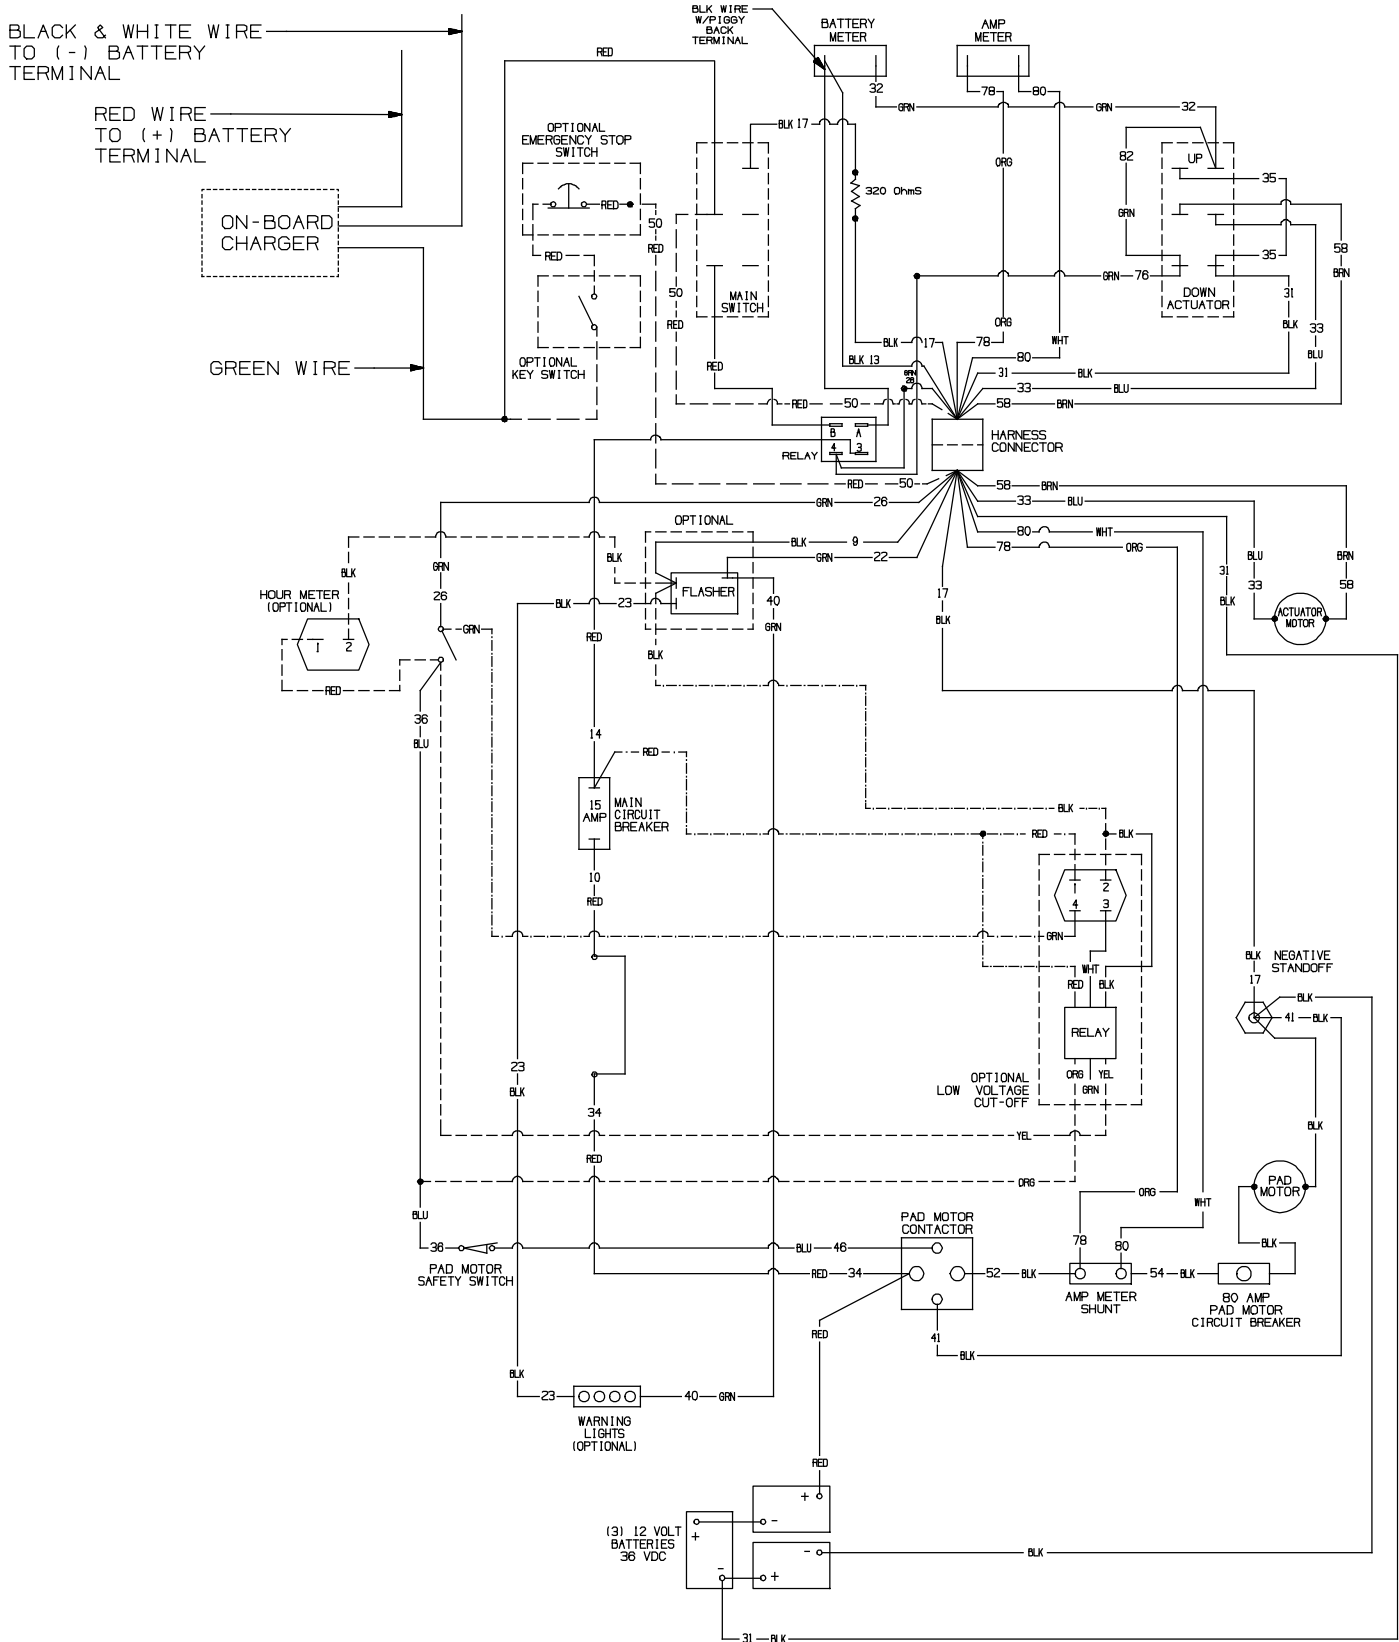 BLACK & WHITE WIRE
TO (-) BATTERY
TERMINAL
RED WIRE
TO (+) BATTERY
TERMINAL
ON-BOARD
CHARGER
GREEN WIRE
BLK WIRE
W/PIGGY
BACK
TERMINAL
BATTERY
METER
AMP
METER
RED
32
78
80
GRN
GRN
32
OPTIONAL
EMERGENCY STOP
SWITCH
BLK 17
ORG
82
UP
35
RED
320 OhmS
GRN
50
RED
58
BRN
RED
35
GRN
76
50
MAIN
SWITCH
DOWN
ACTUATOR
31
RED
ORG
BLK
33
OPTIONAL
KEY SWITCH
BLK
17
78
WHT
BLU
BLK 13
80
RED
31
BLK
GRN
26
33
BLU
RED
50
58
BRN
B
A
4
3
RELAY
HARNESS
CONNECTOR
RED
50
58
BRN
GRN
26
33
BLU
OPTIONAL
80
WHT
BLK
9
78
ORG
BLK
GRN
22
BLU
BRN
BLK
GRN
31
33
58
HOUR METER
(OPTIONAL)
26
FLASHER
BLK
23
40
17
BLK
ACTUATOR
MOTOR
GRN
RED
GRN
BLK
1
2
BLK
RED
36
BLU
14
RED
15
AMP
MAIN
CIRCUIT
BREAKER
BLK
RED
BLK
10
1
2
RED
4
3
GRN
BLK
NEGATIVE
STANDOFF
WHT
17
RED
BLK
BLK
41
BLK
RELAY
23
ORG
YEL
BLK
GRN
OPTIONAL
LOW VOLTAGE
CUT-OFF
34
BLK
YEL
RED
ORG
ORG
PAD
MOTOR
WHT
BLU
PAD MOTOR
CONTACTOR
78
80
BLK
36
BLU
46
PAD MOTOR
SAFETY SWITCH
RED
34
52
BLK
54
BLK
AMP METER
SHUNT
80 AMP
PAD MOTOR
CIRCUIT BREAKER
RED
41
BLK
BLK
23
40
GRN
WARNING
LIGHTS
(OPTIONAL)
RED
+
-
(3) 12 VOLT
BATTERIES
36 VDC
+
-
-
+
BLK
31
BLK